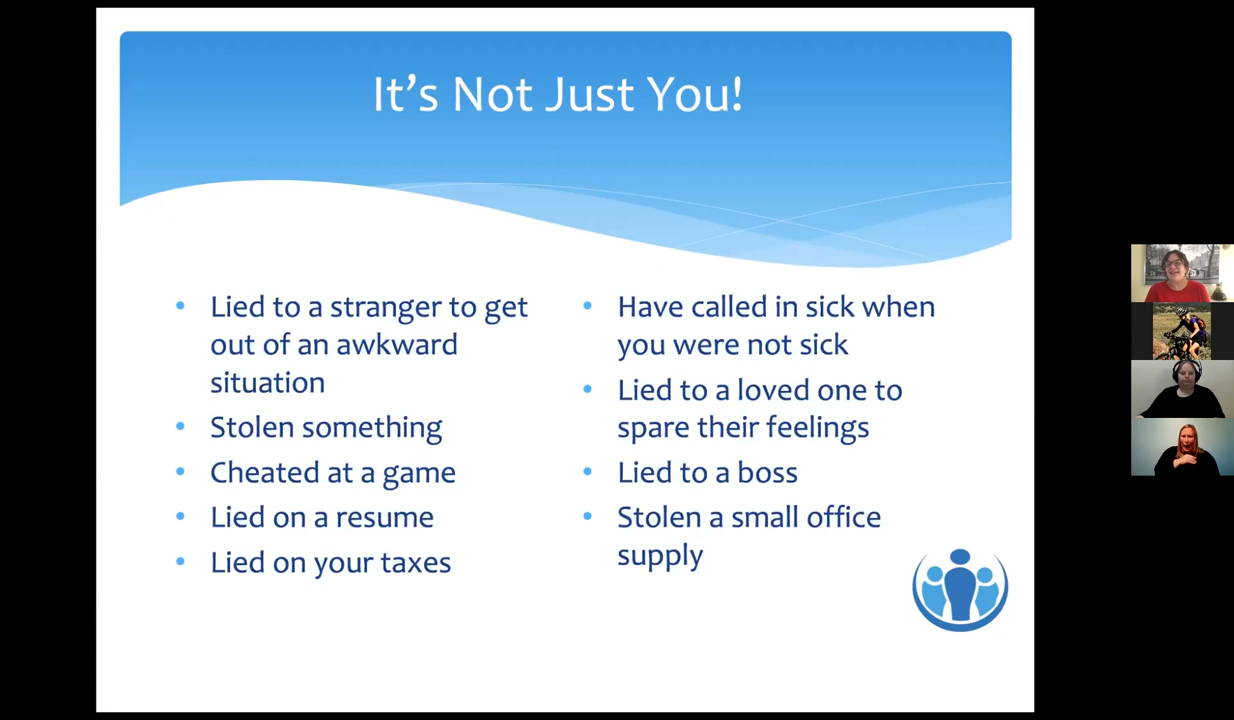 It's Not Just You!
• Lied to a stranger to get
out of an awkward
situation
• Stolen something
• Cheated at a game
• Lied on a resume
• Lied on your taxes
• Have called in sick when
you were not sick
• Lied to a loved one to
spare their feelings
• Lied to a boss
• Stolen a small office
supply